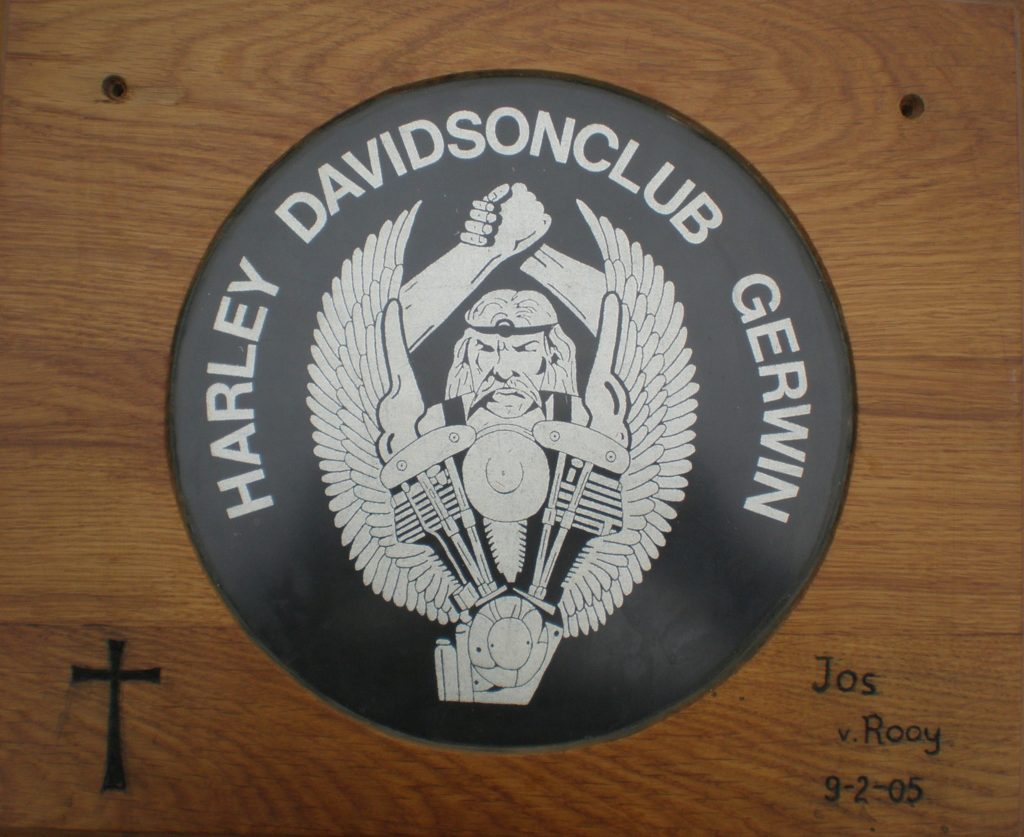 HARLEY DAVIDSONCLUB GERWIN
Jos
v. Rooy
9-2-05